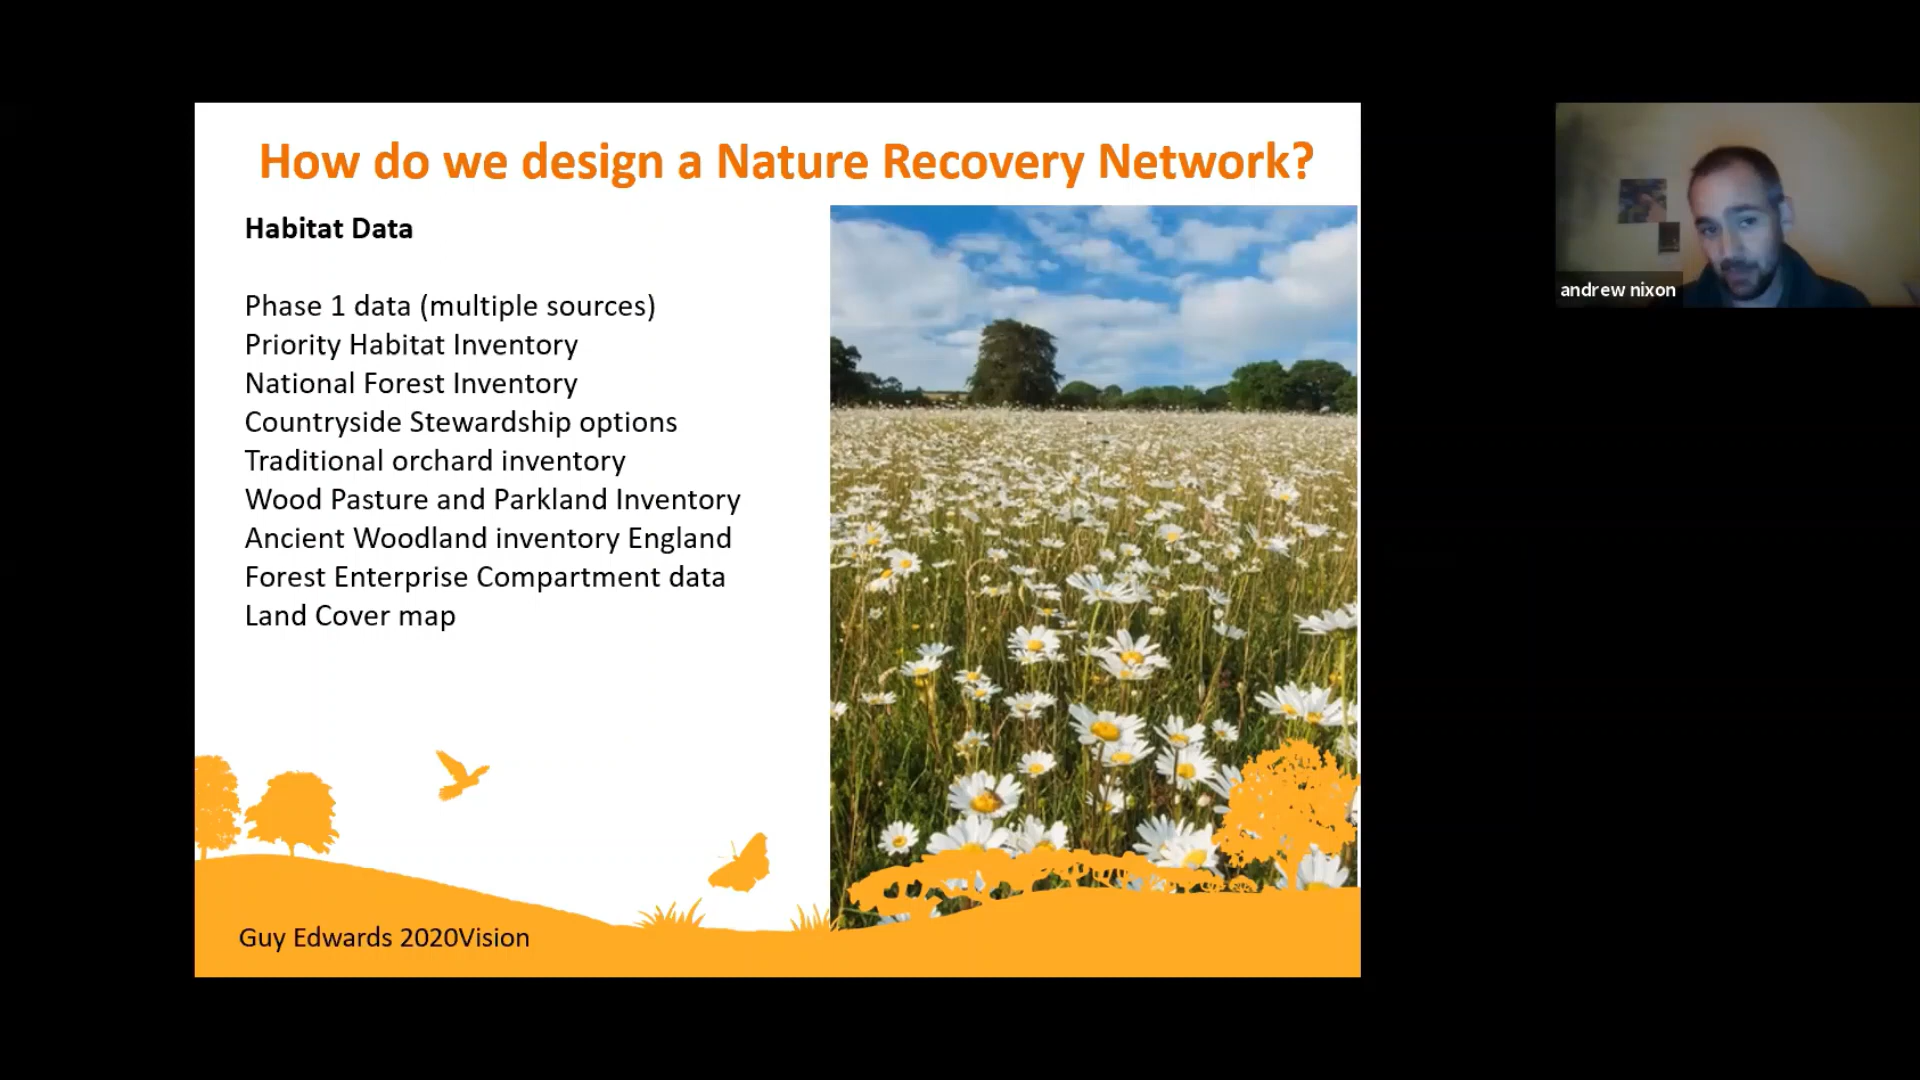 How do we design a Nature Recovery Network?
Habitat Data
Phase 1 data (multiple sources)
Priority Habitat Inventory
National Forest Inventory
Countryside Stewardship options
Traditional orchard inventory
Wood Pasture and Parkland Inventory
Ancient Woodland inventory England
Forest Enterprise Compartment data
Land Cover map
Guy Edwards 2020Vision
andrew nixon